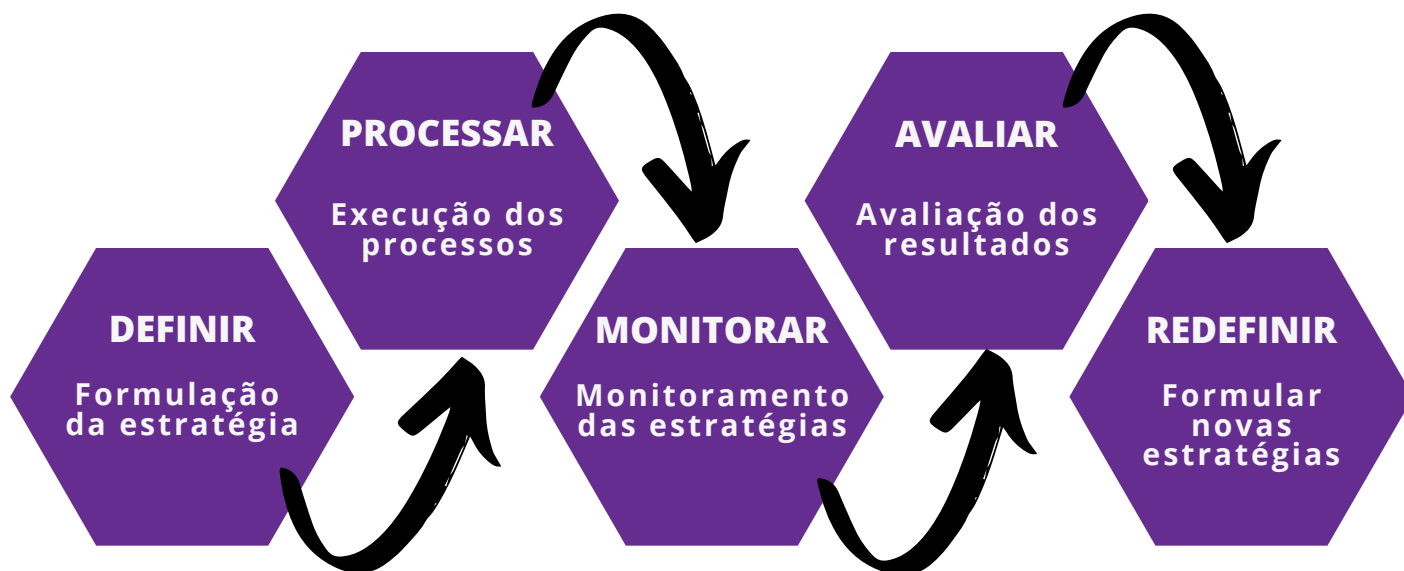 DEFINIR
Formulação
da estratégia
PROCESSAR
Execução dos
processos
MONITORAR
Monitoramento
das estratégias
AVALIAR
Avaliação dos
resultados
REDEFINIR
Formular
novas
estratégias